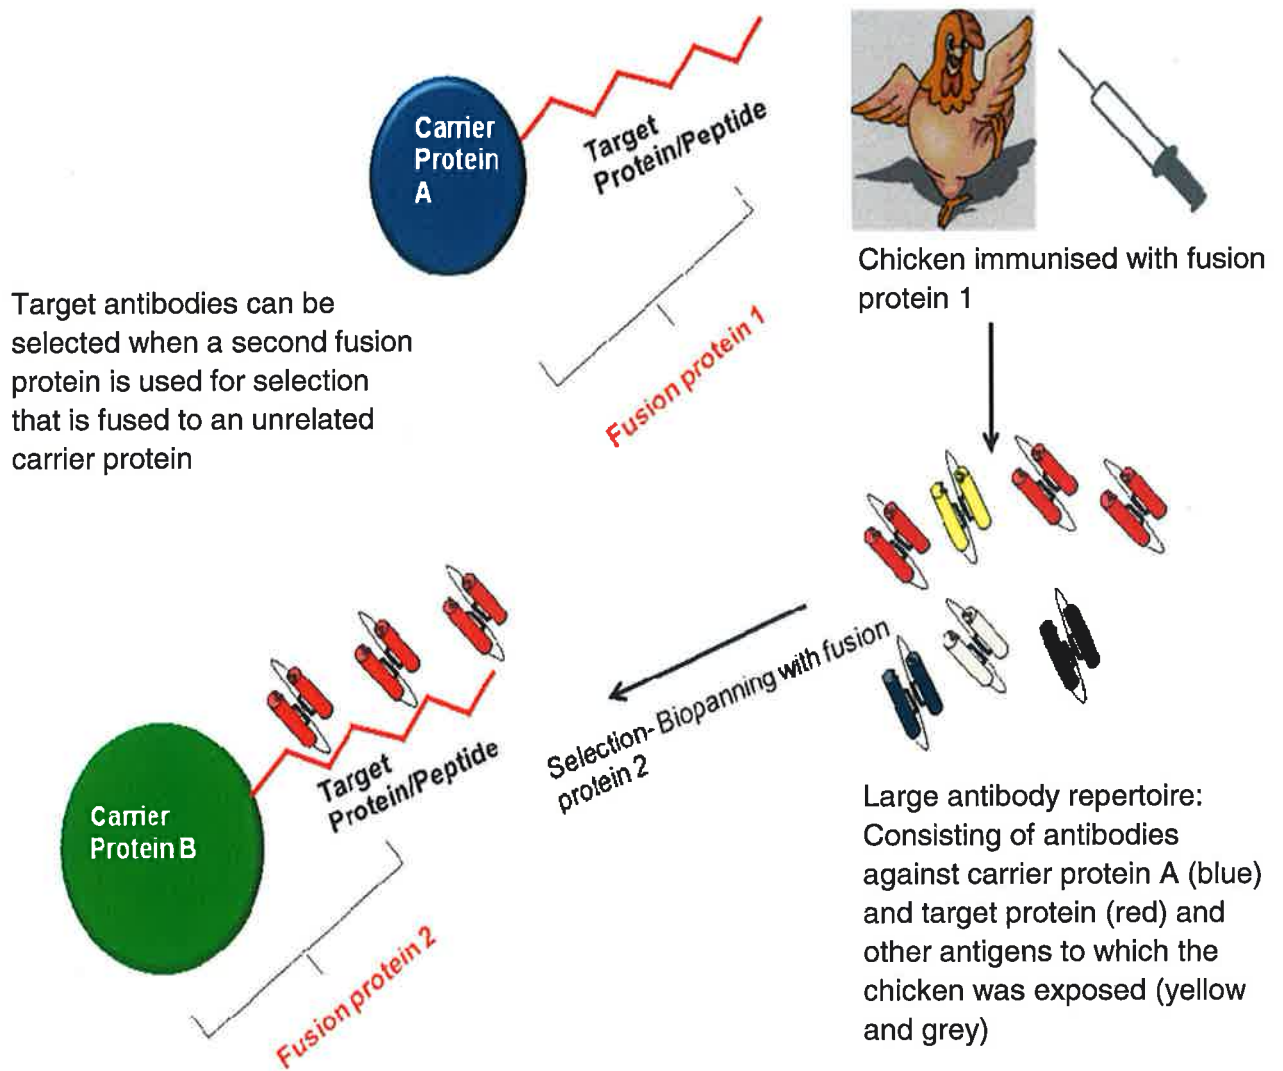 Carrier
Protein
A
Target
Protein/Peptide
Fusion protein 1
Chicken immunised with fusion
protein 1
Target antibodies can be
selected when a second fusion
protein is used for selection
that is fused to an unrelated
carrier protein
Selection- Biopanning with fusion
protein 2
Carrier
Protein B
Target
Protein/Peptide
Fusion protein 2
Large antibody repertoire:
Consisting of antibodies
against carrier protein A (blue)
and target protein (red) and
other antigens to which the
chicken was exposed (yellow
and grey)